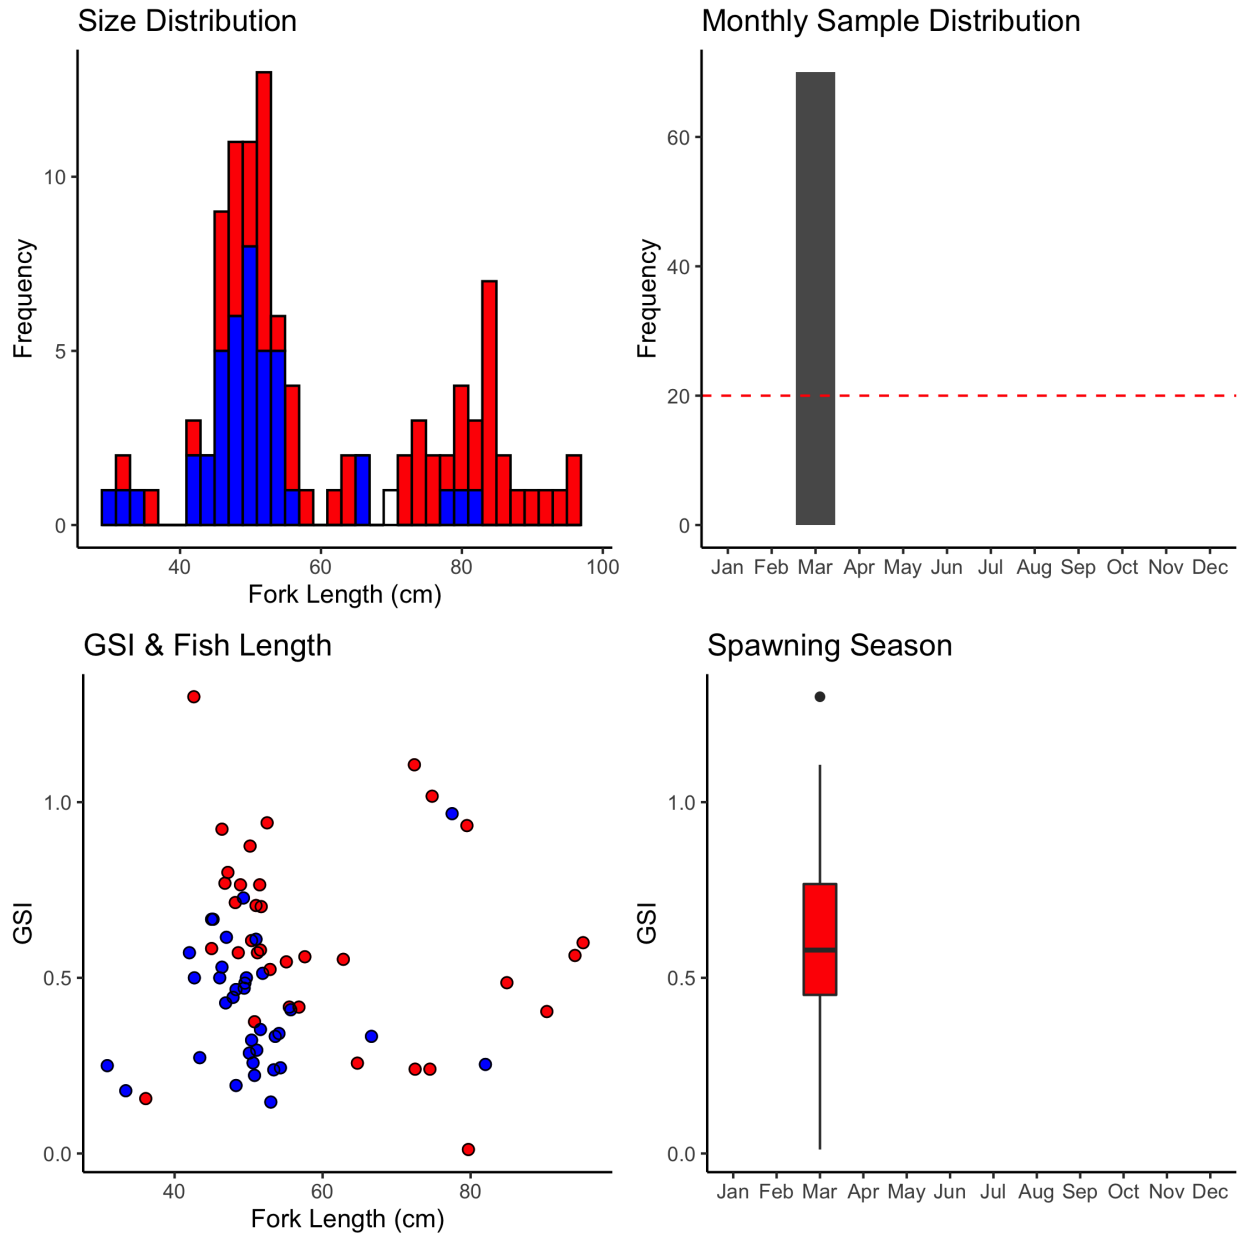 Size Distribution
Frequency
10
5
0
40 60 80 100
Fork Length (cm)
Monthly Sample Distribution
Frequency
60
40
20
0
Jan Feb Mar Apr May Jun Jul Aug Sep Oct Nov Dec
GSI & Fish Length
GSI
1.0
0.5
0.0
40 60 80
Fork Length (cm)
Spawning Season
GSI
1.0
0.5
0.0
Jan Feb Mar Apr May Jun Jul Aug Sep Oct Nov Dec